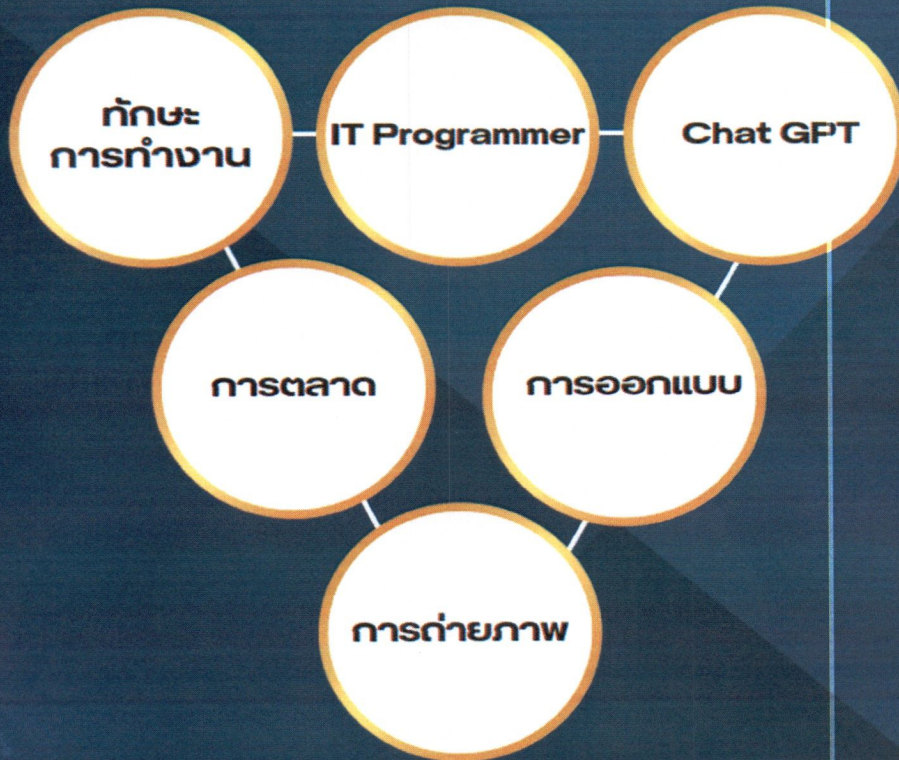 ทักษะ
การทำงาน
IT Programmer
Chat GPT
การตลาด
การออกแบบ
การถ่ายภาพ